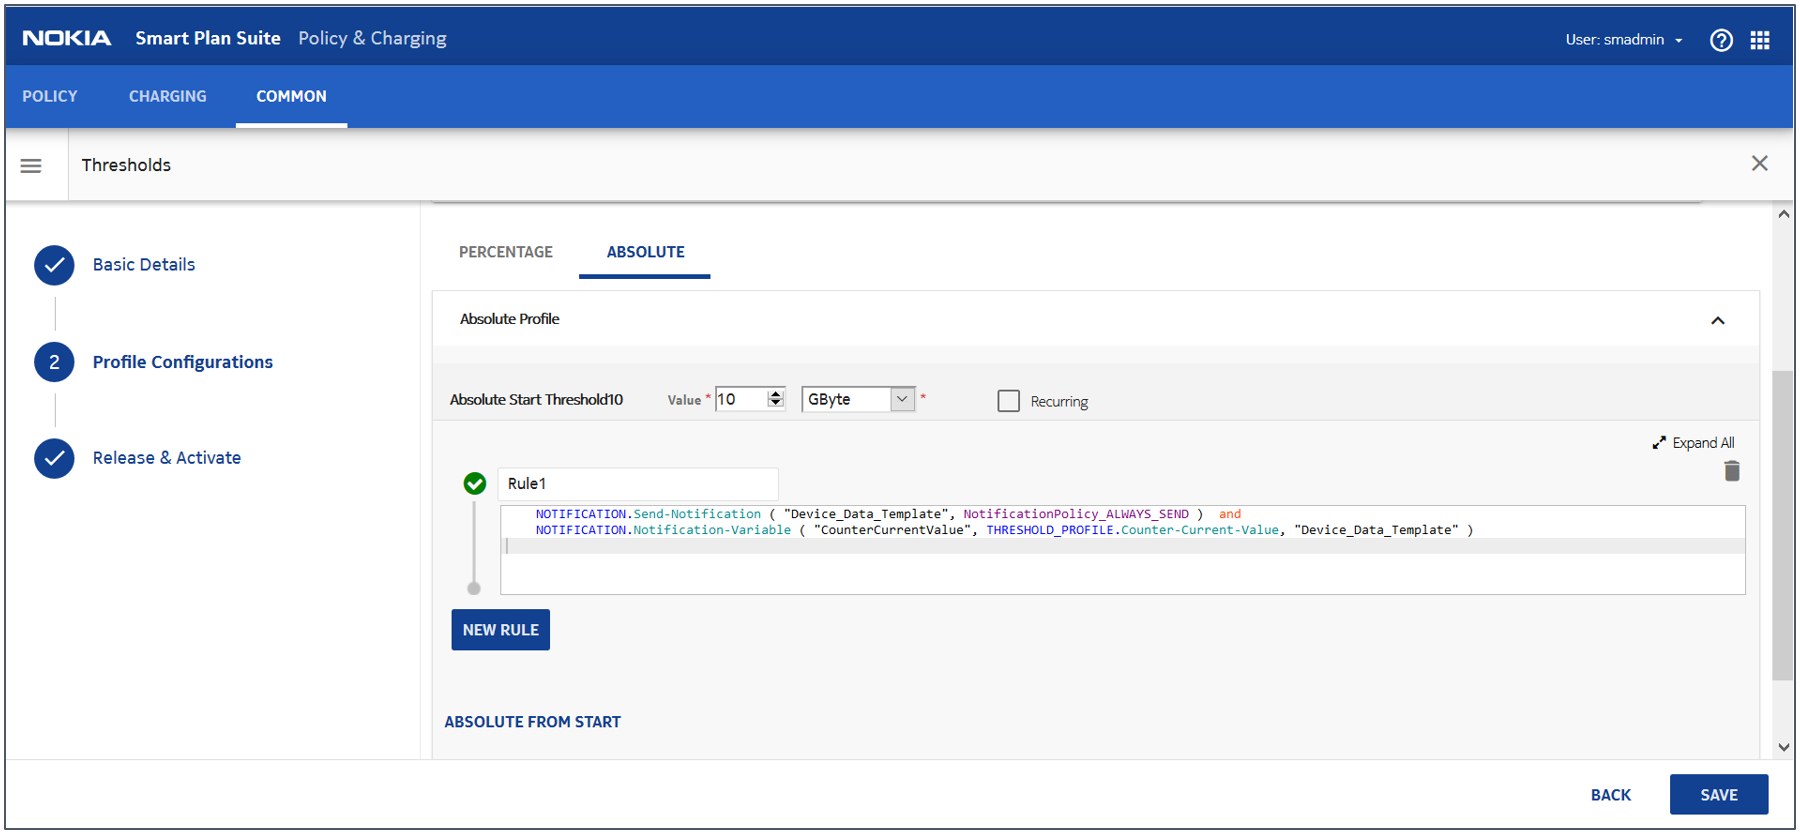 NOKIA Smart Plan Suite Policy & Charging User: smadmin ?
POLICY CHARGING COMMON
Thresholds
Basic Details
2 Profile Configurations
Release & Activate
PERCENTAGE ABSOLUTE
Absolute Profile
Absolute Start Threshold10 Value * 10 GByte * Recurring
Expand All
Rule1
NOTIFICATION.Send-Notification ( "Device_Data_Template", NotificationPolicy_ALWAYS_SEND ) and
NOTIFICATION.Notification-Variable ( "CounterCurrentValue", THRESHOLD_PROFILE.Counter-Current-Value, "Device_Data_Template" )
NEW RULE
ABSOLUTE FROM START
BACK SAVE